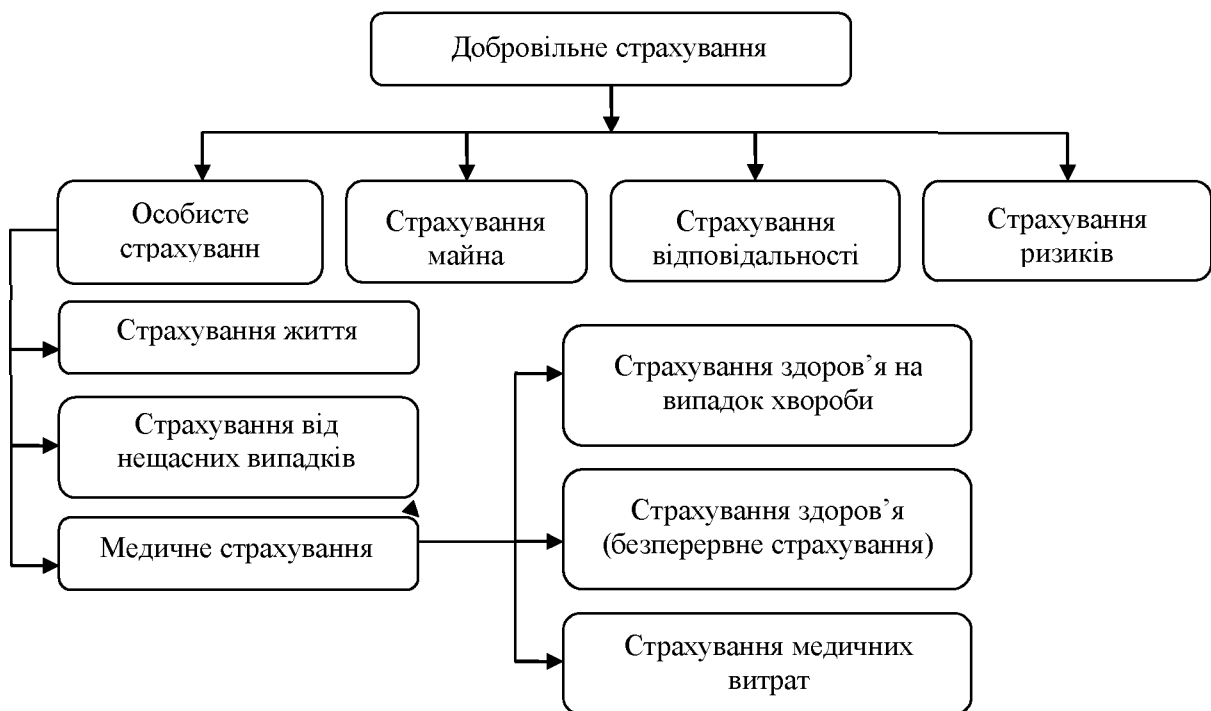 Добровільне страхування
Особисте
страхуванн
Страхування
майна
Страхування
відповідальності
Страхування
ризиків
Страхування життя
Страхування від
нещасних випадків
Медичне страхування
Страхування здоров’я на
випадок хвороби
Страхування здоров’я
(безперервне страхування)
Страхування медичних
витрат